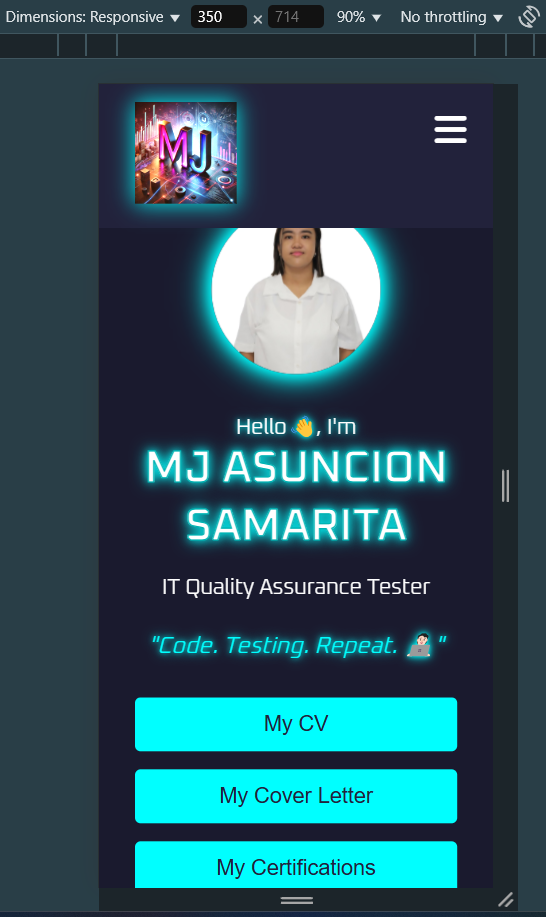 Dimensions: Responsive ▼ 350 × 714 90% ▼ No throttling ▼
MJ
Hello 👋, I'm
MJ ASUNCION
SAMARITA
IT Quality Assurance Tester
"Code. Testing. Repeat. 👨🏻‍💻"
My CV
My Cover Letter
My Certifications